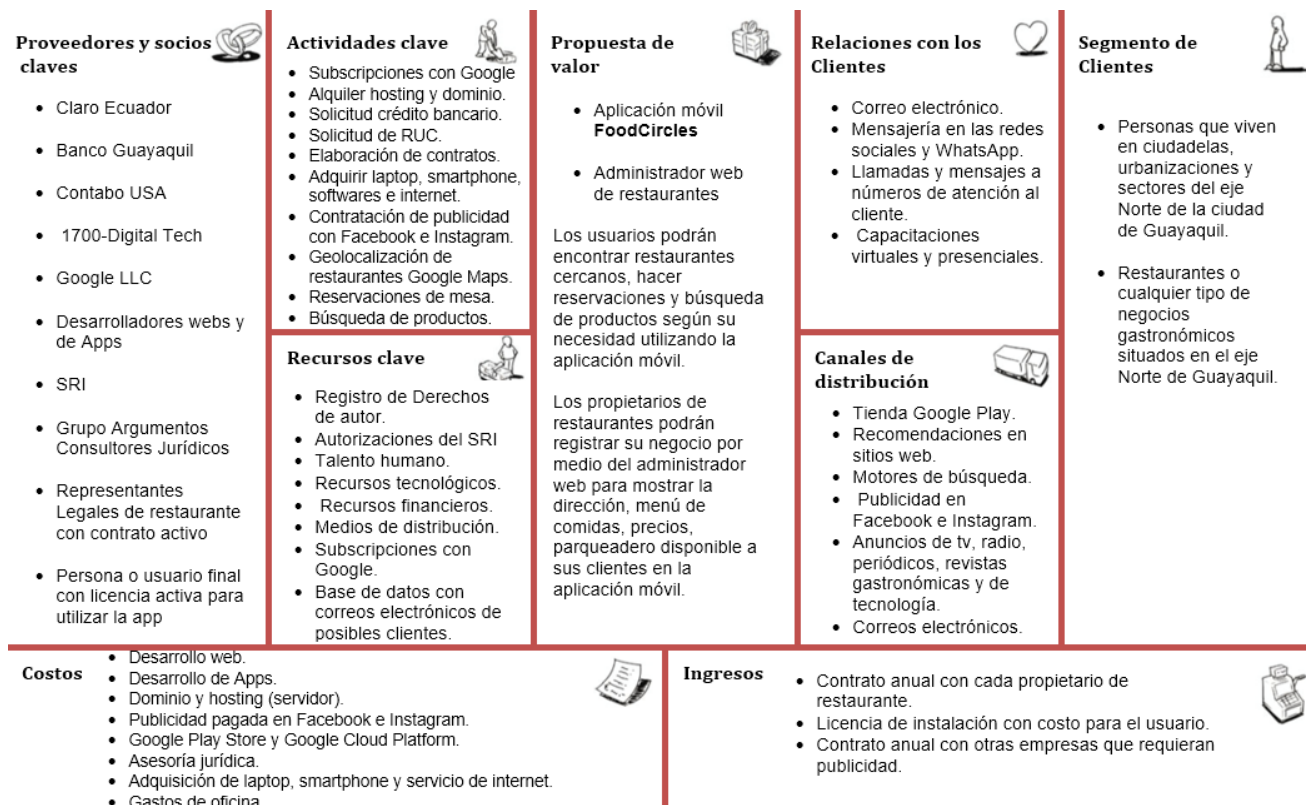 Proveedores y socios
claves
• Claro Ecuador
• Banco Guayaquil
• Contabo USA
• 1700-Digital Tech
• Google LLC
• Desarrolladores webs y
de Apps
• SRI
• Grupo Argumentos
Consultores Jurídicos
• Representantes
Legales de restaurante
con contrato activo
• Persona o usuario final
con licencia activa para
utilizar la app
Actividades clave
• Subscripciones con Google
• Alquiler hosting y dominio.
• Solicitud crédito bancario.
• Solicitud de RUC.
• Elaboración de contratos.
• Adquirir laptop, smartphone,
softwares e internet.
• Contratación de publicidad
con Facebook e Instagram.
• Geolocalización de
restaurantes Google Maps.
• Reservaciones de mesa.
• Búsqueda de productos.
Recursos clave
• Registro de Derechos
de autor.
• Autorizaciones del SRI
• Talento humano.
• Recursos tecnológicos.
• Recursos financieros.
• Medios de distribución.
• Subscripciones con
Google.
• Base de datos con
correos electrónicos de
posibles clientes.
Propuesta de
valor
• Aplicación móvil
FoodCircles
• Administrador web
de restaurantes
Los usuarios podrán
encontrar restaurantes
cercanos, hacer
reservaciones y búsqueda
de productos según su
necesidad utilizando la
aplicación móvil.
Los propietarios de
restaurantes podrán
registrar su negocio por
medio del administrador
web para mostrar la
dirección, menú de
comidas, precios,
parqueadero disponible a
sus clientes en la
aplicación móvil.
Relaciones con los
Clientes
• Correo electrónico.
• Mensajería en las redes
sociales y WhatsApp.
• Llamadas y mensajes a
números de atención al
cliente.
• Capacitaciones
virtuales y presenciales.
Canales de
distribución
• Tienda Google Play.
• Recomendaciones en
sitios web.
• Motores de búsqueda.
• Publicidad en
Facebook e Instagram.
• Anuncios de tv, radio,
periódicos, revistas
gastronómicas y de
tecnología.
• Correos electrónicos.
Segmento de
Clientes
• Personas que viven
en ciudadelas,
urbanizaciones y
sectores del eje
Norte de la ciudad
de Guayaquil.
• Restaurantes o
cualquier tipo de
negocios
gastronómicos
situados en el eje
Norte de Guayaquil.
Costos
• Desarrollo web.
• Desarrollo de Apps.
• Dominio y hosting (servidor).
• Publicidad pagada en Facebook e Instagram.
• Google Play Store y Google Cloud Platform.
• Asesoría jurídica.
• Adquisición de laptop, smartphone y servicio de internet.
• Gastos de oficina
Ingresos
• Contrato anual con cada propietario de
restaurante.
• Licencia de instalación con costo para el usuario.
• Contrato anual con otras empresas que requieran
publicidad.